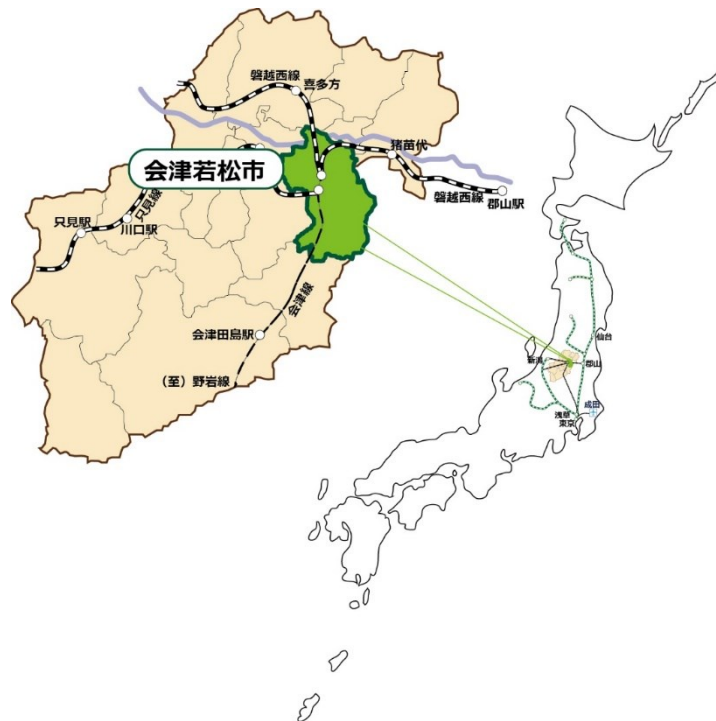 磐越西線
喜多方
猪苗代
会津若松市
磐越西線
郡山駅
只見線
只見駅
川口駅
会津線
会津田島駅
（至）野岩線
仙台
新潟
郡山
成田
浅草
東京